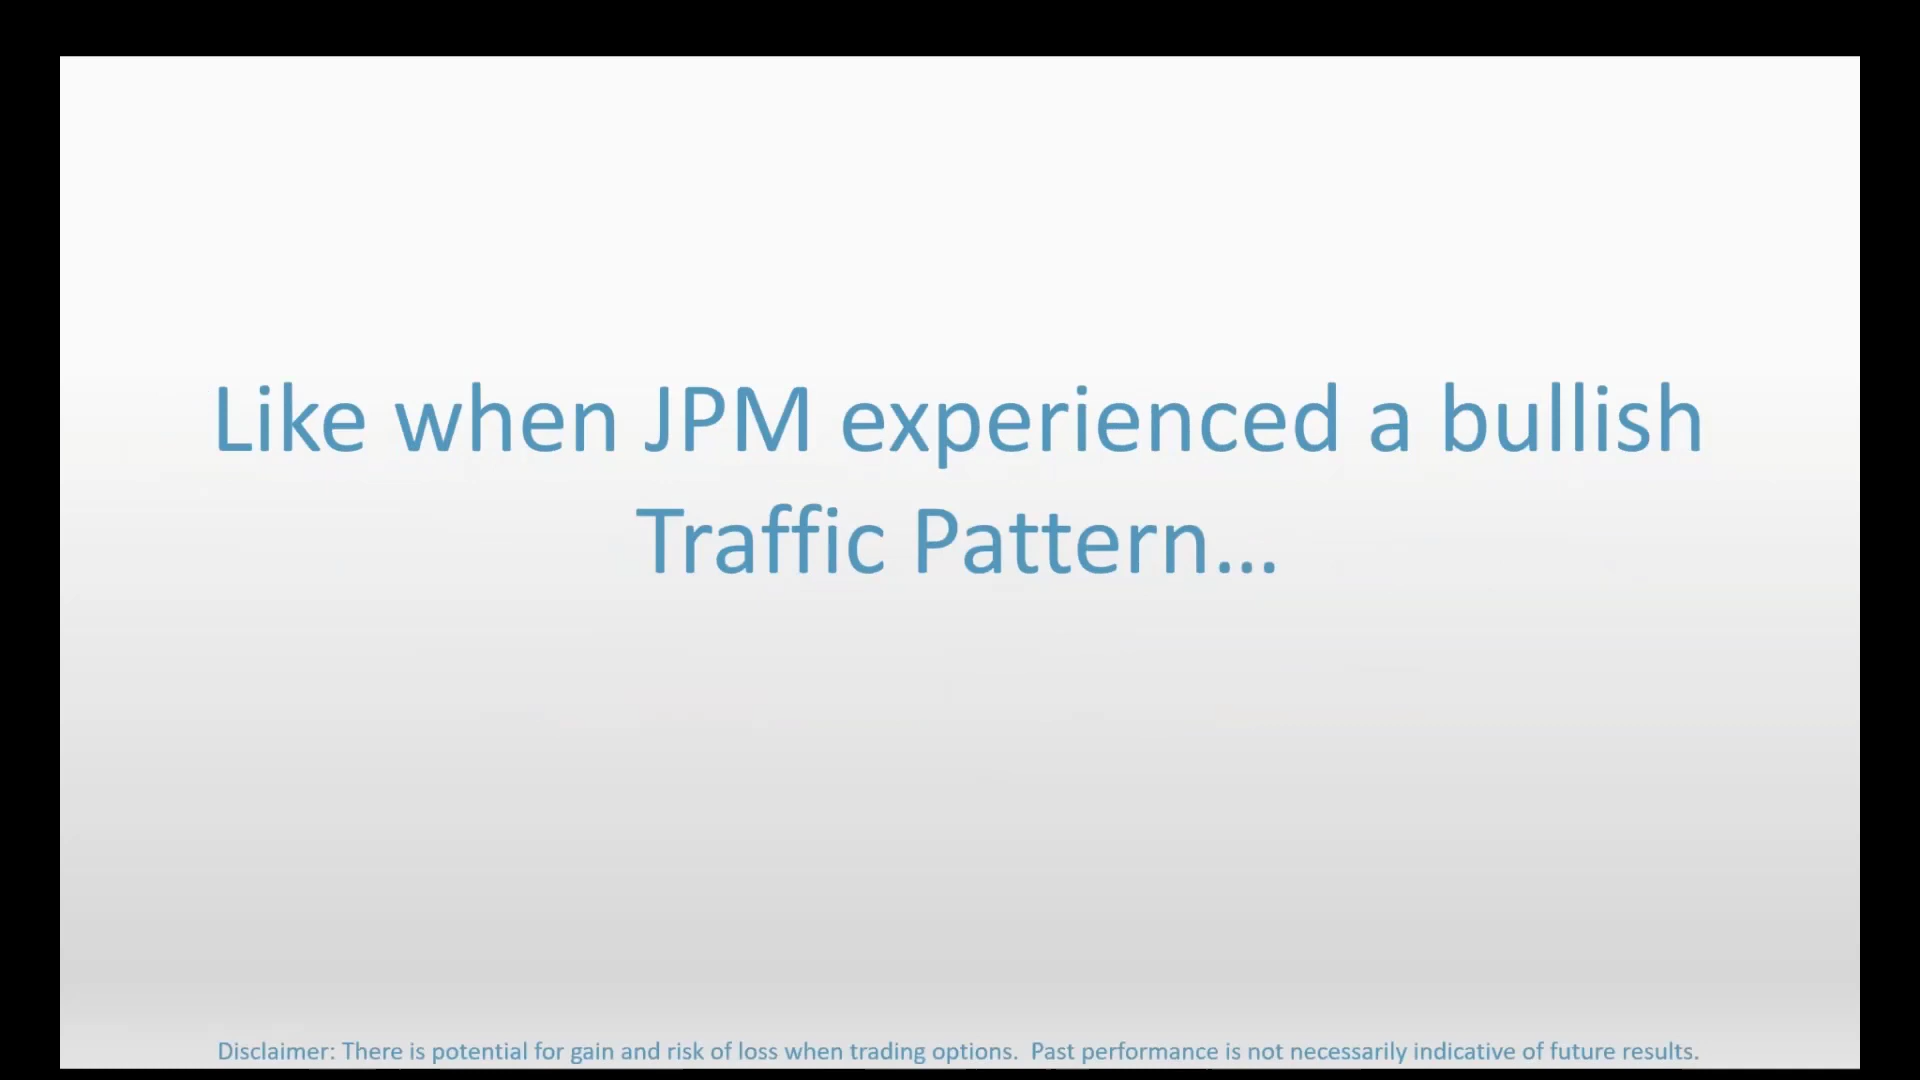 Like when JPM experienced a bullish
Traffic Pattern...
Disclaimer: There is potential for gain and risk of loss when trading options.  Past performance is not necessarily indicative of future results.